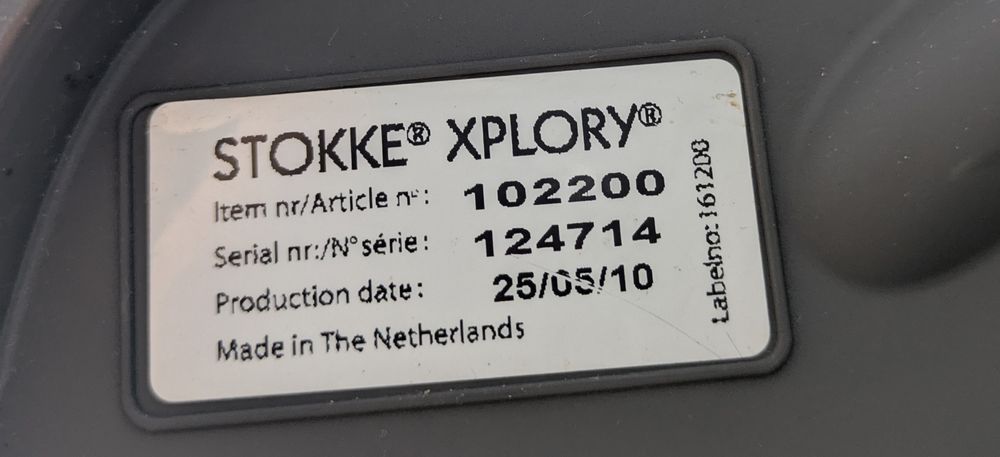 STOKKE® XPLORY®
Item nr/Article nº: 102200
Serial nr:/Nº série: 124714
Production date: 25/05/10
Made in The Netherlands
Labelno: 161200